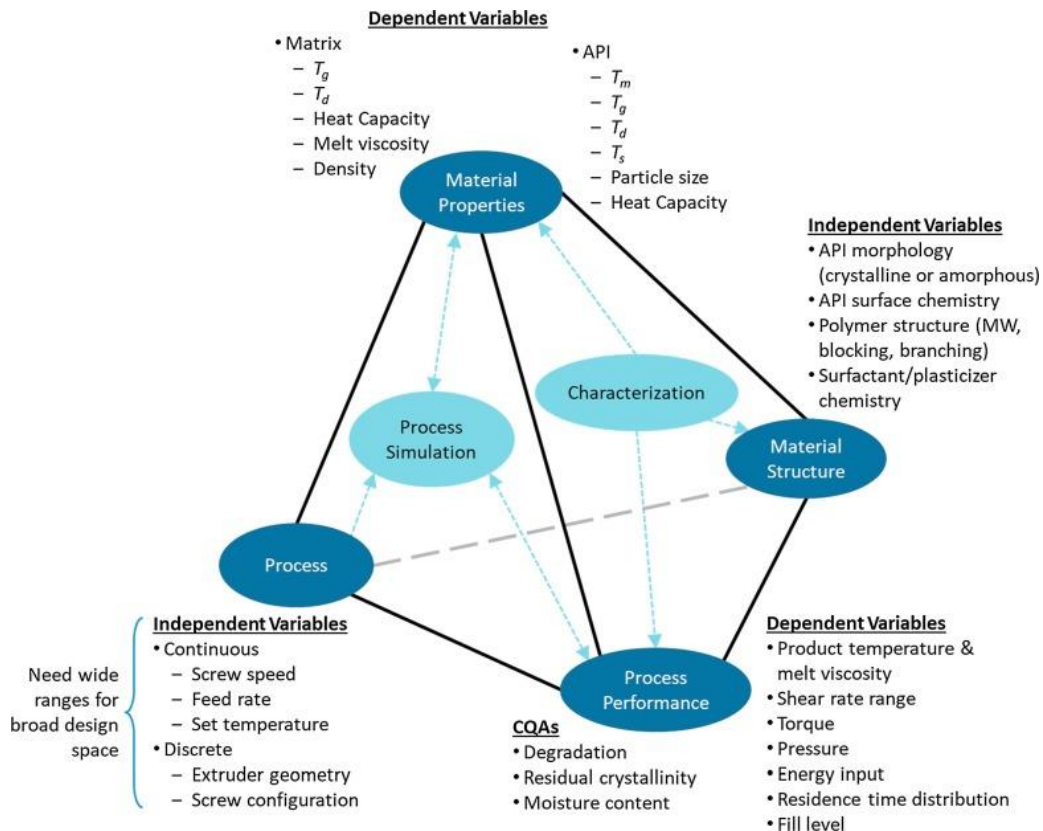 Dependent Variables
• Matrix
– Tg
– Td
– Heat Capacity
– Melt viscosity
– Density
• API
– Tm
– Tg
– Td
– Ts
– Particle size
– Heat Capacity
Material
Properties
Independent Variables
• API morphology
(crystalline or amorphous)
• API surface chemistry
• Polymer structure (MW,
blocking, branching)
• Surfactant/plasticizer
chemistry
Characterization
Process
Simulation
Material
Structure
Process
Independent Variables
• Continuous
– Screw speed
– Feed rate
– Set temperature
• Discrete
– Extruder geometry
– Screw configuration
Need wide
ranges for
broad design
space
Process
Performance
CQAs
• Degradation
• Residual crystallinity
• Moisture content
Dependent Variables
• Product temperature &
melt viscosity
• Shear rate range
• Torque
• Pressure
• Energy input
• Residence time distribution
• Fill level